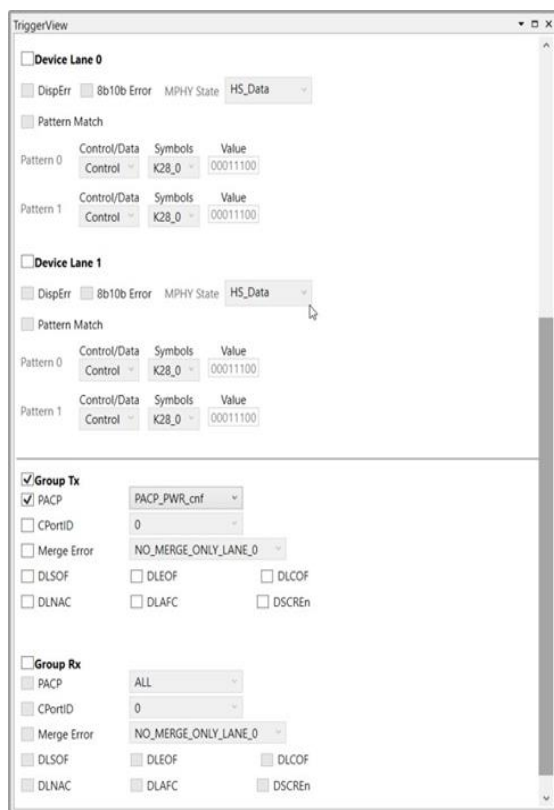 TriggerView
Device Lane 0
DispErr 8b10b Error MPHY State HS_Data
Pattern Match
Control/Data Symbols Value
Pattern 0 Control K28_0 00011100
Control/Data Symbols Value
Pattern 1 Control K28_0 00011100
Device Lane 1
DispErr 8b10b Error MPHY State HS_Data
Pattern Match
Control/Data Symbols Value
Pattern 0 Control K28_0 00011100
Control/Data Symbols Value
Pattern 1 Control K28_0 00011100
Group Tx
PACP PACP_PWR_cnf
CPortID 0
Merge Error NO_MERGE_ONLY_LANE_0
DLSOF DLEOF DLCOF
DLNAC DLAFC DSCREn
Group Rx
PACP ALL
CPortID 0
Merge Error NO_MERGE_ONLY_LANE_0
DLSOF DLEOF DLCOF
DLNAC DLAFC DSCREn